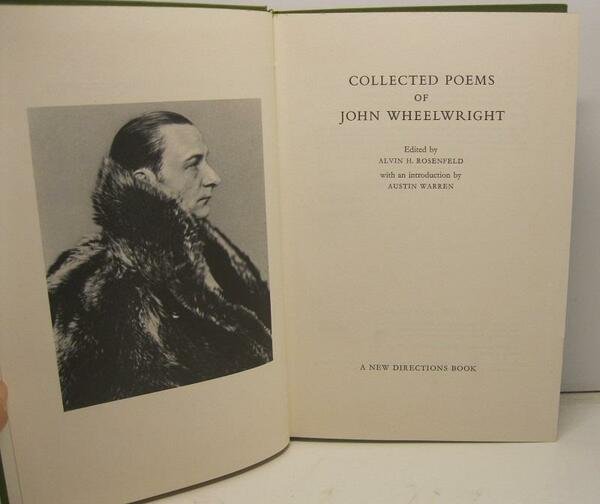 COLLECTED POEMS
OF
JOHN WHEELWRIGHT
Edited by
ALVIN H. ROSENFELD
with an introduction by
AUSTIN WARREN
A NEW DIRECTIONS BOOK